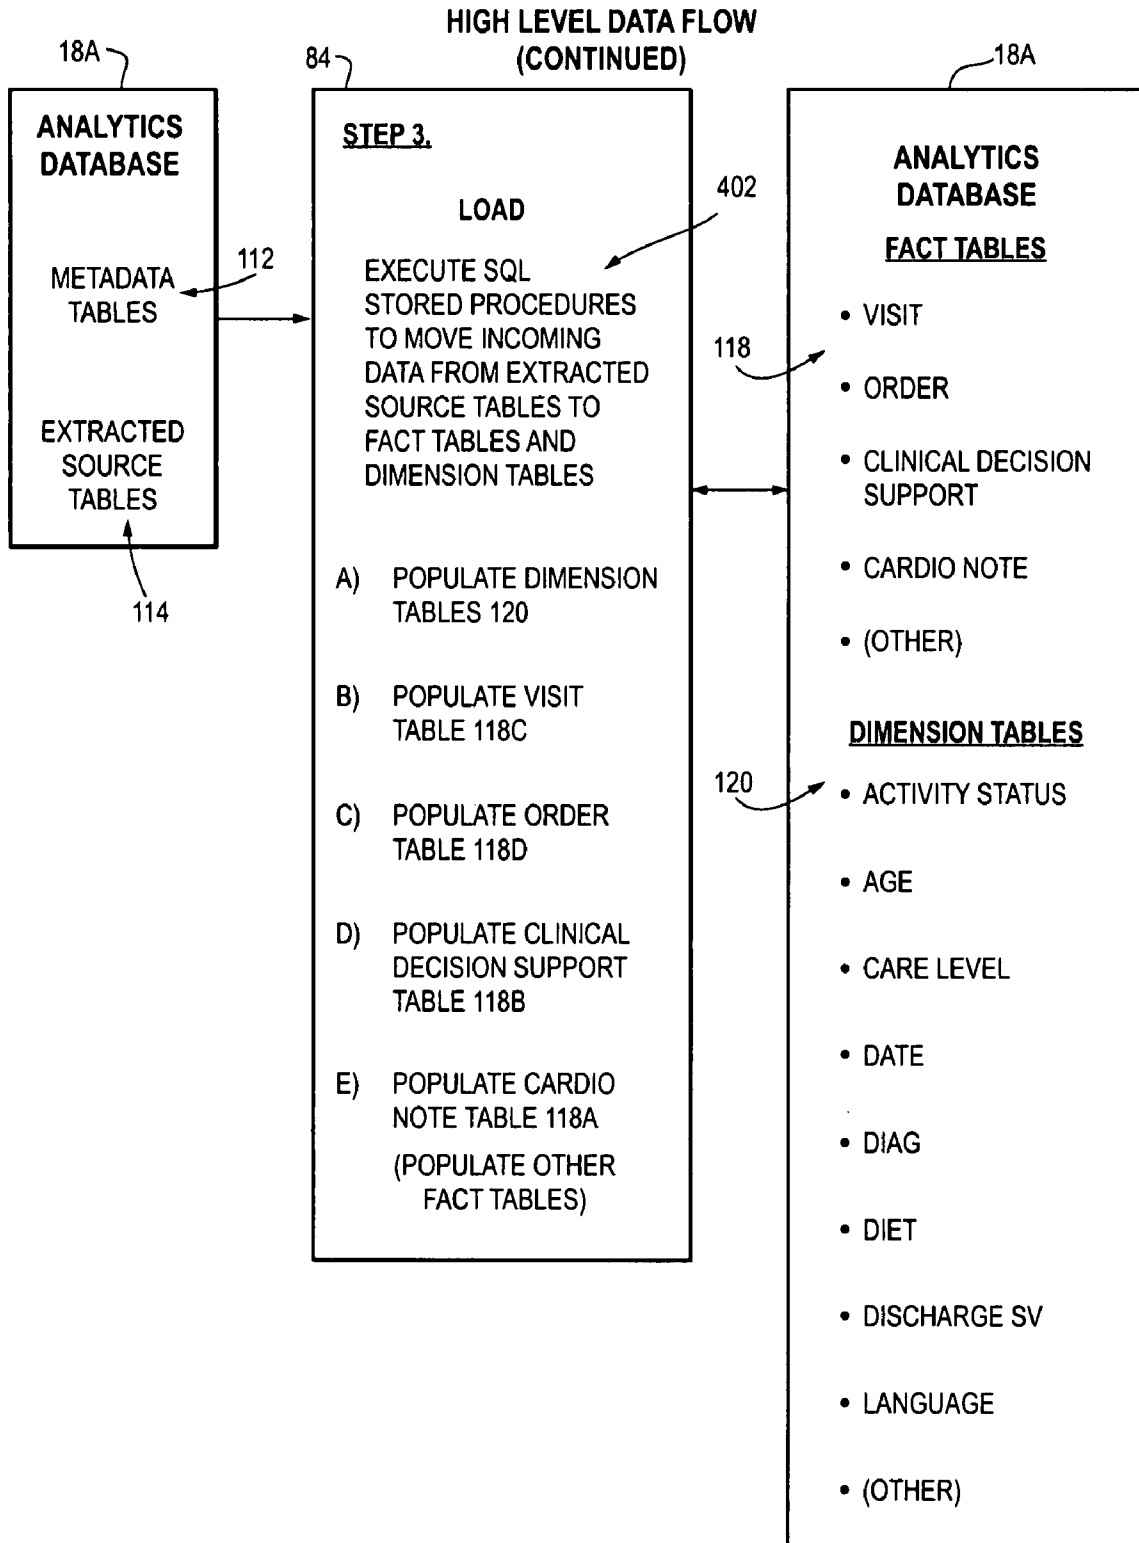 HIGH LEVEL DATA FLOW
(CONTINUED)
18A
ANALYTICS
DATABASE
METADATA
TABLES
112
EXTRACTED
SOURCE
TABLES
114
84
STEP 3.
LOAD
402
EXECUTE SQL
STORED PROCEDURES
TO MOVE INCOMING
DATA FROM EXTRACTED
SOURCE TABLES TO
FACT TABLES AND
DIMENSION TABLES
A) POPULATE DIMENSION
TABLES 120
B) POPULATE VISIT
TABLE 118C
C) POPULATE ORDER
TABLE 118D
D) POPULATE CLINICAL
DECISION SUPPORT
TABLE 118B
E) POPULATE CARDIO
NOTE TABLE 118A
(POPULATE OTHER
FACT TABLES)
18A
ANALYTICS
DATABASE
FACT TABLES
118
• VISIT
• ORDER
• CLINICAL DECISION
SUPPORT
• CARDIO NOTE
• (OTHER)
DIMENSION TABLES
120
• ACTIVITY STATUS
• AGE
• CARE LEVEL
• DATE
• DIAG
• DIET
• DISCHARGE SV
• LANGUAGE
• (OTHER)